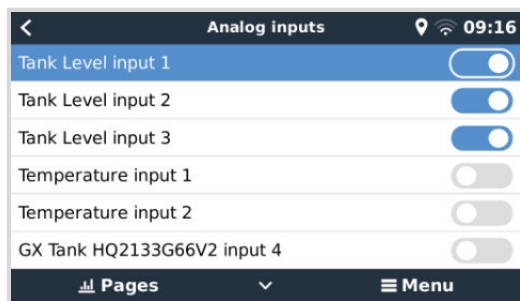 Analog inputs 09:16
Tank Level input 1
Tank Level input 2
Tank Level input 3
Temperature input 1
Temperature input 2
GX Tank HQ2133G66V2 input 4
Pages Menu